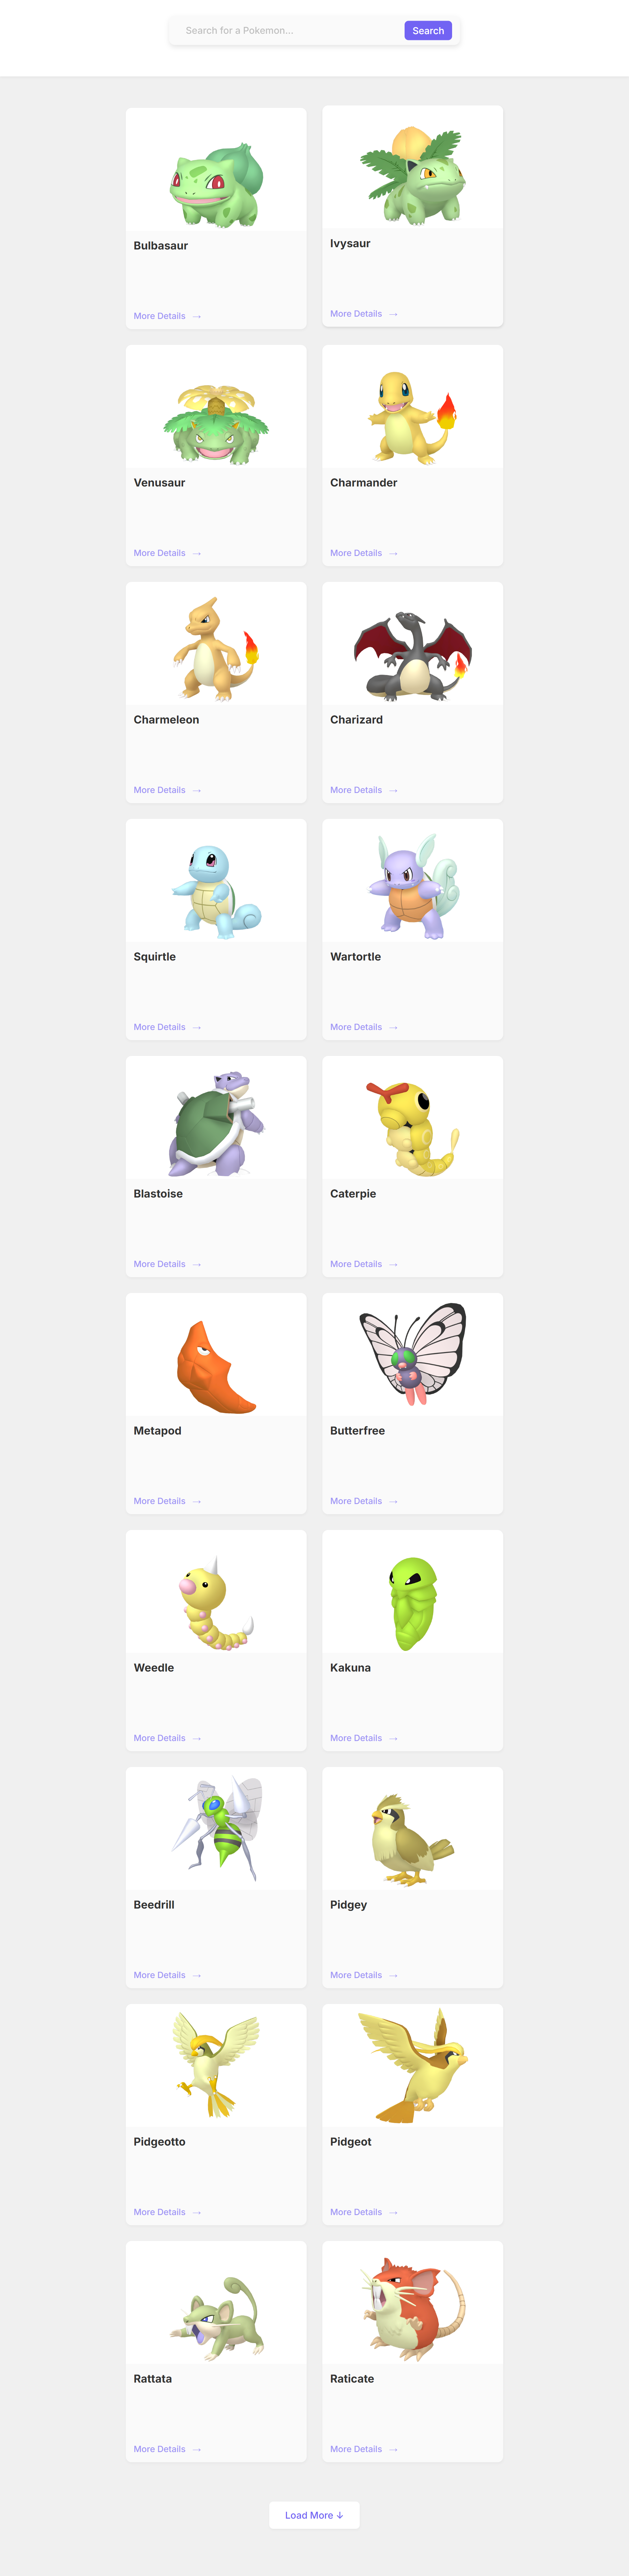 Search for a Pokemon...
Search
Bulbasaur
More Details →
Ivysaur
More Details →
Venusaur
More Details →
Charmander
More Details →
Charmeleon
More Details →
Charizard
More Details →
Squirtle
More Details →
Wartortle
More Details →
Blastoise
More Details →
Caterpie
More Details →
Metapod
More Details →
Butterfree
More Details →
Weedle
More Details →
Kakuna
More Details →
Beedrill
More Details →
Pidgey
More Details →
Pidgeotto
More Details →
Pidgeot
More Details →
Rattata
More Details →
Raticate
More Details →
Load More ↓